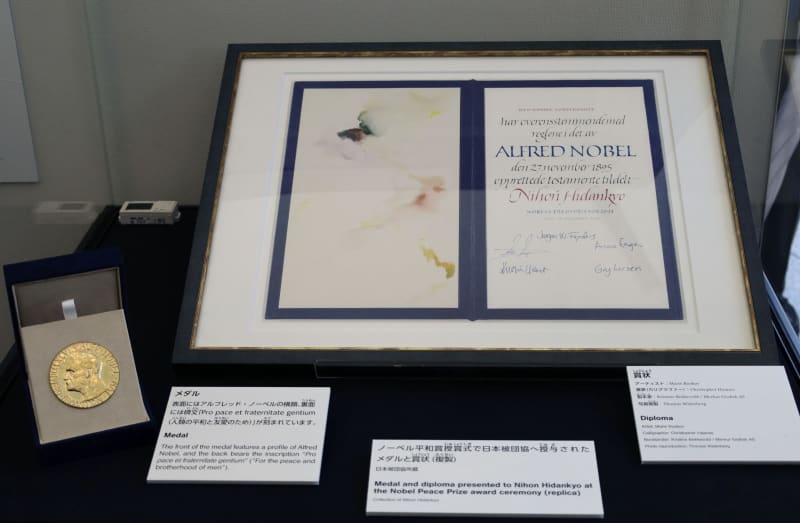 har overensstemmende med
reglene i det av
ALFRED NOBEL
den 27. november 1895
opprettede testamente tildelt
Nihon Hidankyo
NOBELS FREDSPRIS FOR 2024
メダル
表面にはアルフレッド・ノーベルの横顔、裏面
には碑文「Pro pace et fraternitate gentium
(人類の平和と友愛のため)」が刻まれています。
Medal
The front of the medal features a profile of Alfred
Nobel, and the back bears the inscription "Pro
pace et fraternitate gentium" ("For the peace and
brotherhood of men").
ノーベル平和賞授賞式で日本被団協へ授与された
メダルと賞状(複製)
日本被団協所蔵
Medal and diploma presented to Nihon Hidankyo at
the Nobel Peace Prize award ceremony (replica)
Collection of Nihon Hidankyo
賞状
Diploma